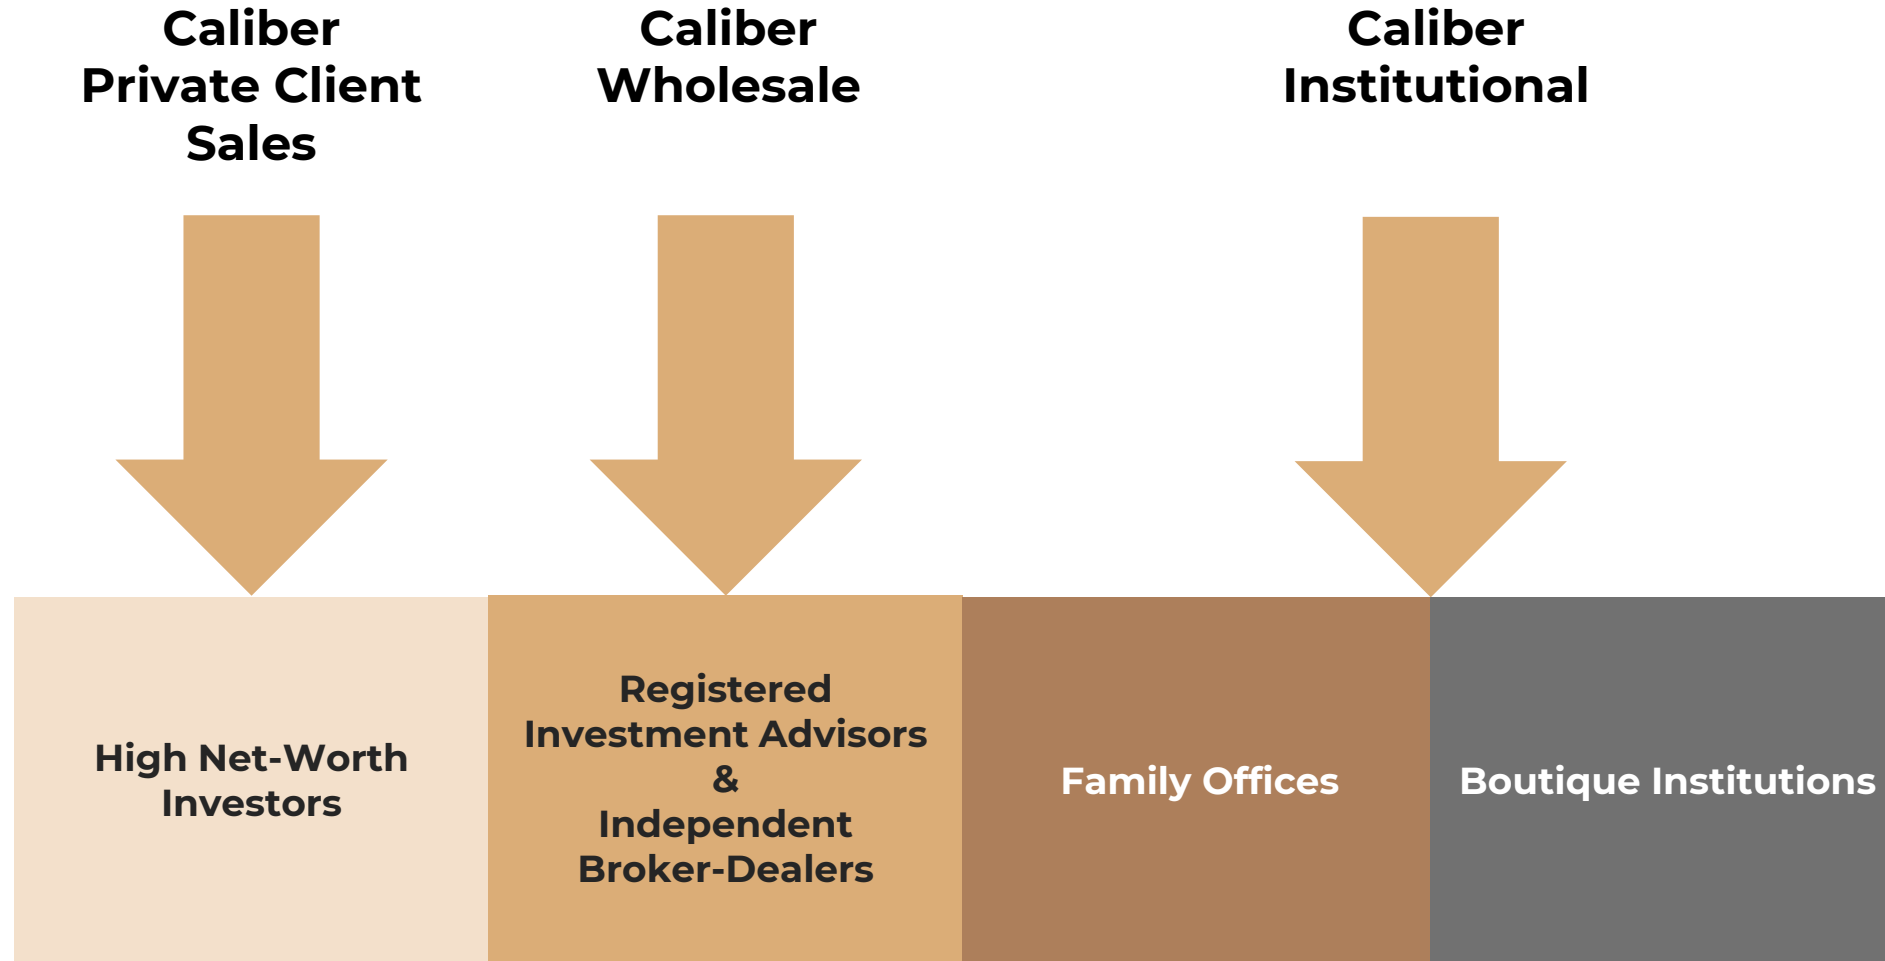 Caliber
Private Client
Sales
Caliber
Wholesale
Caliber
Institutional
High Net-Worth
Investors
Registered
Investment Advisors
&
Independent
Broker-Dealers
Family Offices
Boutique Institutions